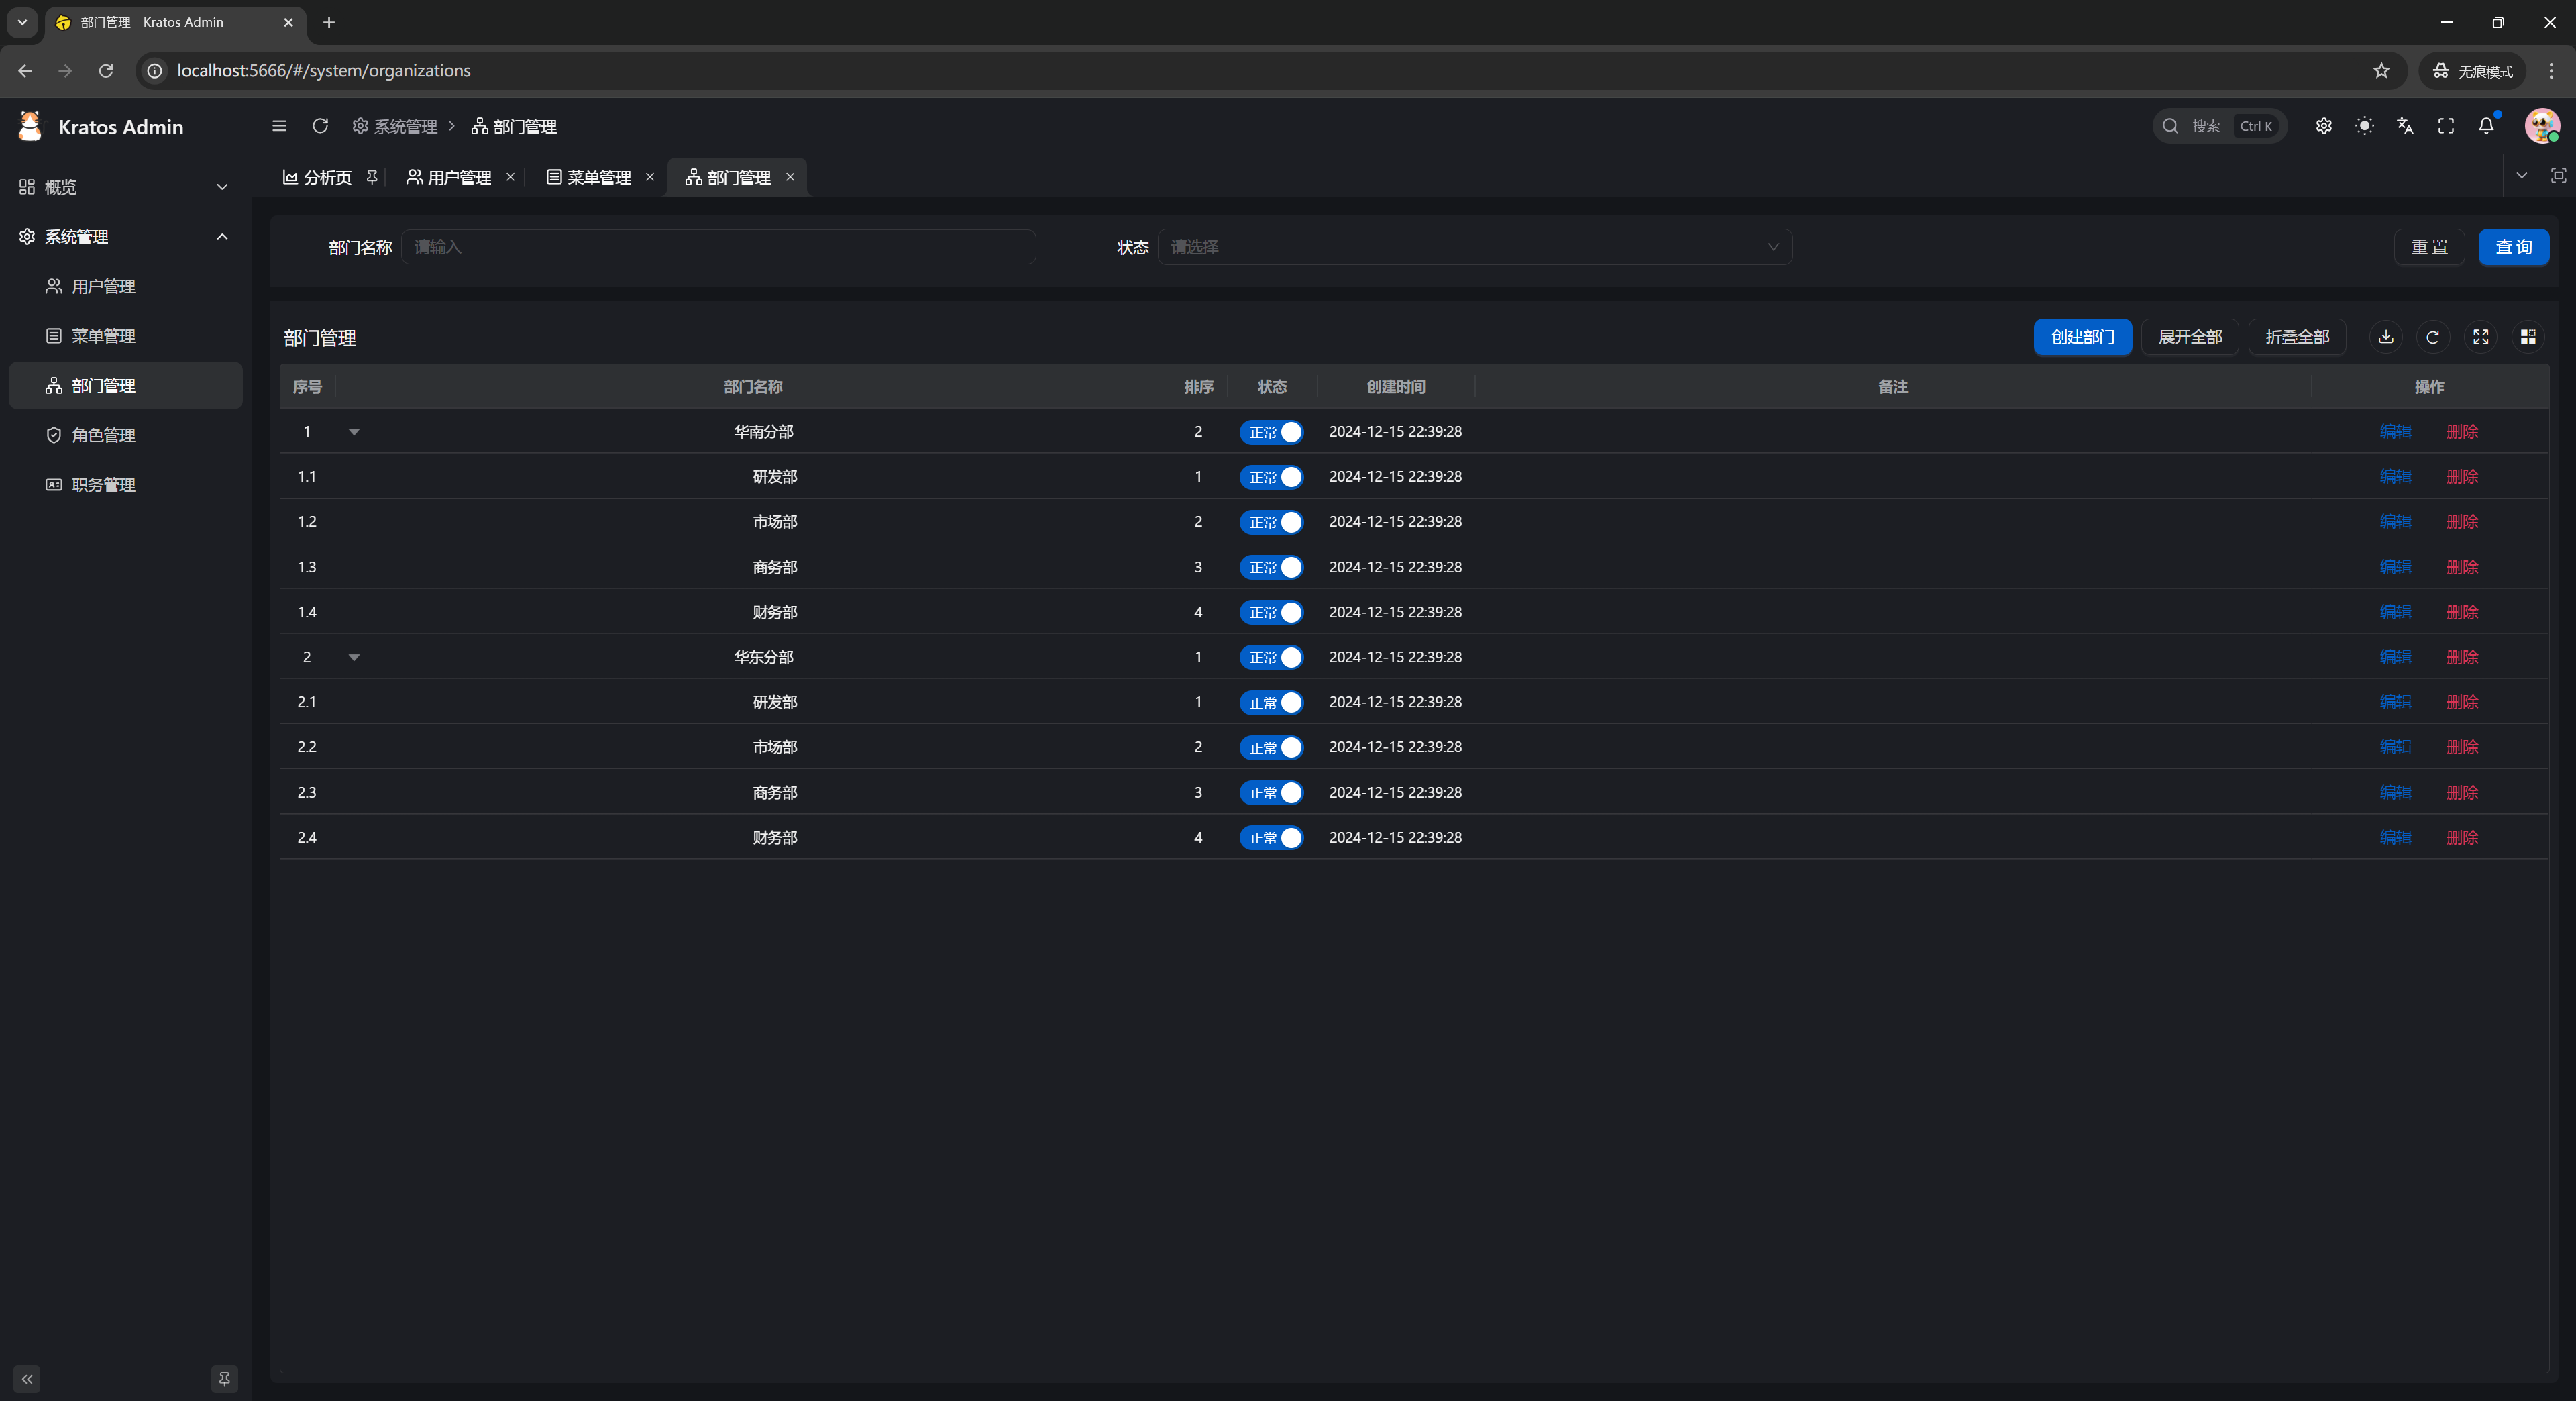 部门管理 - Kratos Admin
localhost:5666/#/system/organizations
无痕模式
Kratos Admin
系统管理 > 部门管理
搜索 Ctrl K
概览
系统管理
用户管理
菜单管理
部门管理
角色管理
职务管理
分析页 用户管理 菜单管理 部门管理
部门名称 请输入 状态 请选择 重 置 查 询
部门管理 创建部门 展开全部 折叠全部
序号 部门名称 排序 状态 创建时间 备注 操作
1 华南分部 2 正常 2024-12-15 22:39:28 编辑 删除
1.1 研发部 1 正常 2024-12-15 22:39:28 编辑 删除
1.2 市场部 2 正常 2024-12-15 22:39:28 编辑 删除
1.3 商务部 3 正常 2024-12-15 22:39:28 编辑 删除
1.4 财务部 4 正常 2024-12-15 22:39:28 编辑 删除
2 华东分部 1 正常 2024-12-15 22:39:28 编辑 删除
2.1 研发部 1 正常 2024-12-15 22:39:28 编辑 删除
2.2 市场部 2 正常 2024-12-15 22:39:28 编辑 删除
2.3 商务部 3 正常 2024-12-15 22:39:28 编辑 删除
2.4 财务部 4 正常 2024-12-15 22:39:28 编辑 删除